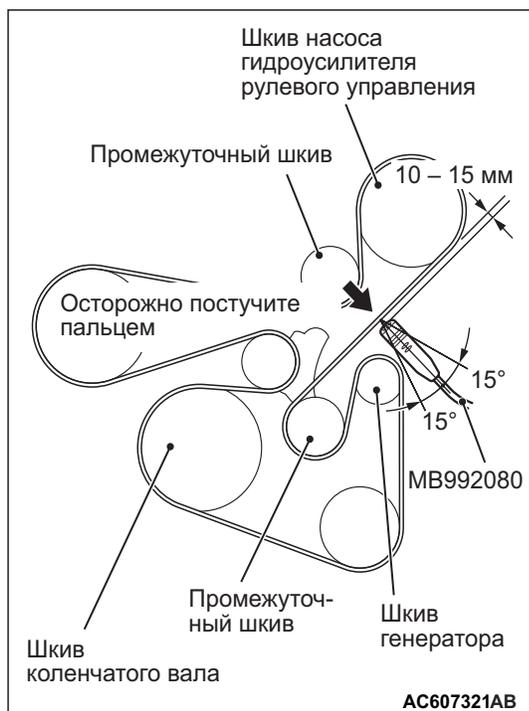 Шкив насоса
гидроусилителя
рулевого управления
Промежуточный шкив
10 – 15 мм
Осторожно постучите
пальцем
15°
15°
MB992080
Промежуточ-
ный шкив
Шкив
генератора
Шкив
коленчатого вала
AC607321AB